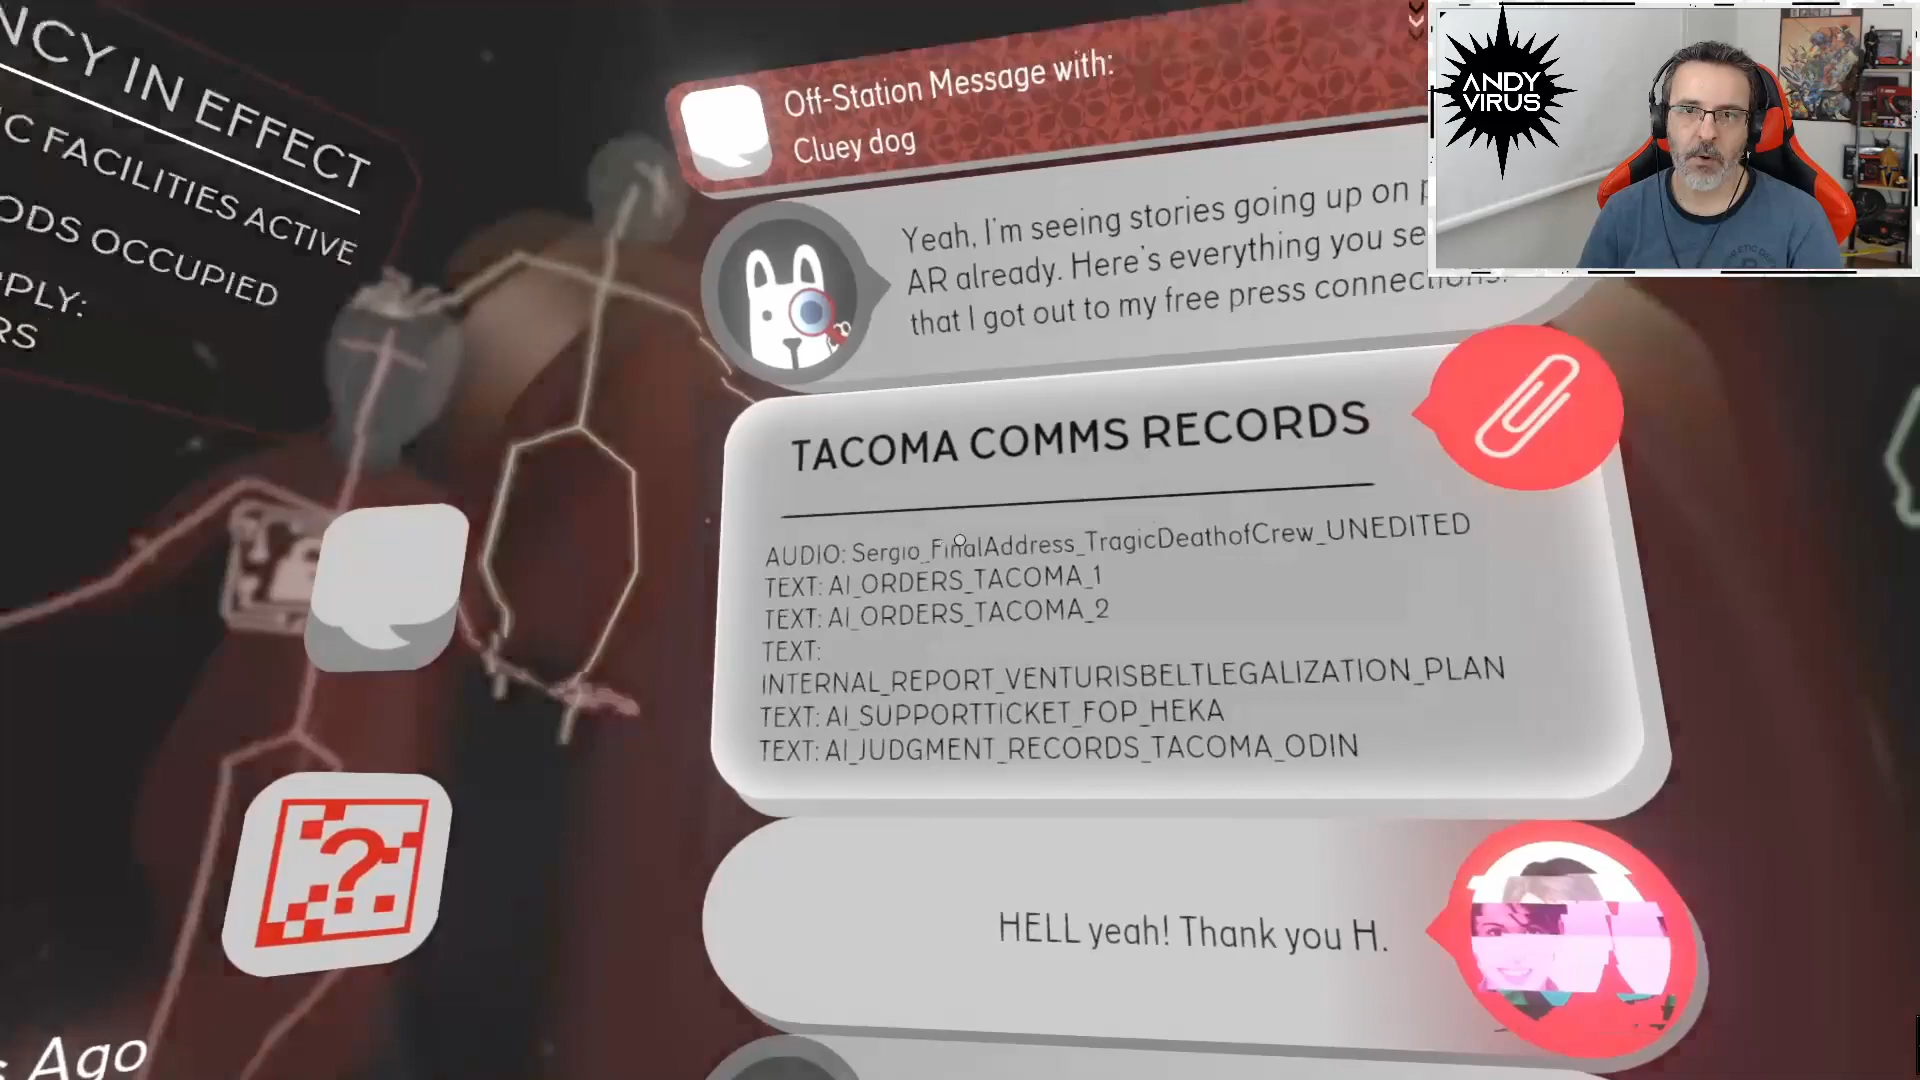 NCY IN EFFECT
IC FACILITIES ACTIVE
ODS OCCUPIED
PLY:
RS
Off-Station Message with:
Cluey dog
Yeah, I'm seeing stories going up on
AR already. Here's everything you se
that I got out to my free press connections.
TACOMA COMMS RECORDS
AUDIO: Sergio_FinalAddress_TragicDeathofCrew_UNEDITED
TEXT: AI_ORDERS_TACOMA_1
TEXT: AI_ORDERS_TACOMA_2
TEXT:
INTERNAL_REPORT_VENTURISBELTLEGALIZATION_PLAN
TEXT: AI_SUPPORTTICKET_FOP_HEKA
TEXT: AI_JUDGMENT_RECORDS_TACOMA_ODIN
HELL yeah! Thank you H.
?
s Ago
ANDY
VIRUS